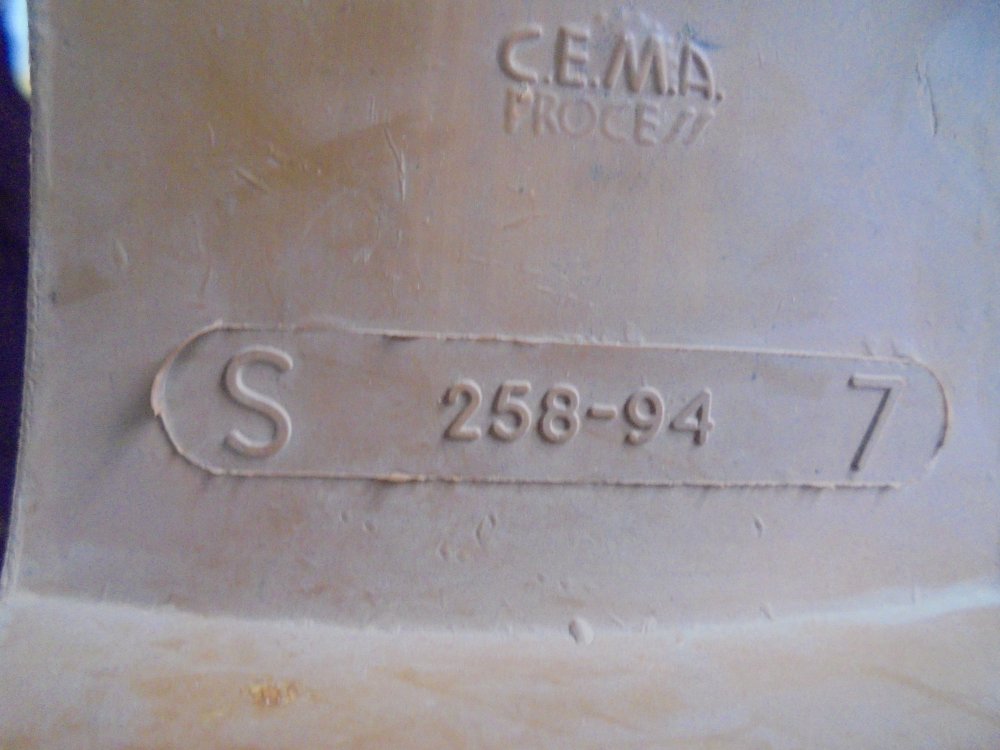 C.E.M.A.
PROCESS
S 258-94 7